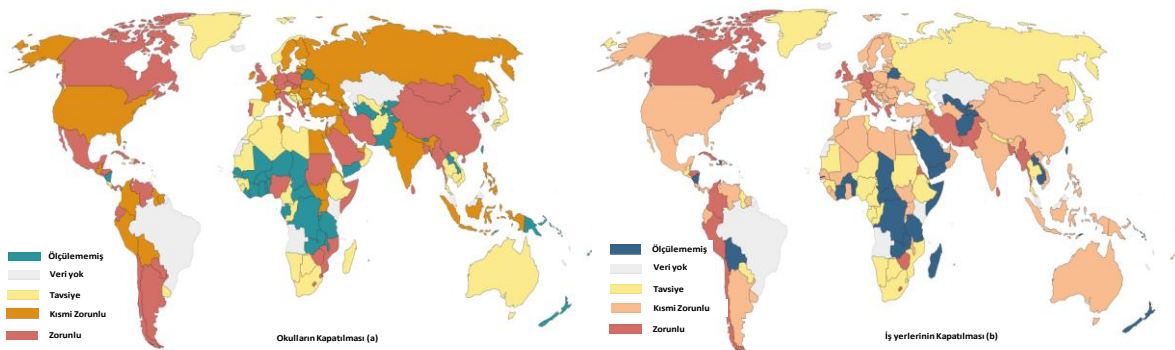 Ölçülememiş
Veri yok
Tavsiye
Kısmi Zorunlu
Zorunlu
Okulların Kapatılması (a)
Ölçülememiş
Veri yok
Tavsiye
Kısmi Zorunlu
Zorunlu
İş yerlerinin Kapatılması (b)